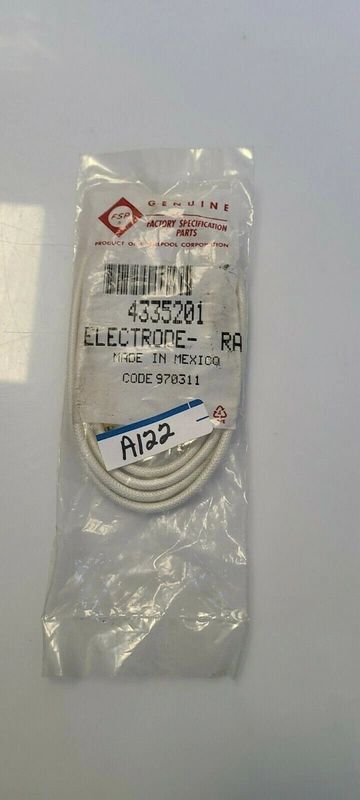 GENUINE
FSP
FACTORY SPECIFICATION
PARTS
PRODUCT OF WHIRLPOOL CORPORATION
4335201
ELECTRODE- RA
MADE IN MEXICO
CODE 970311
A122